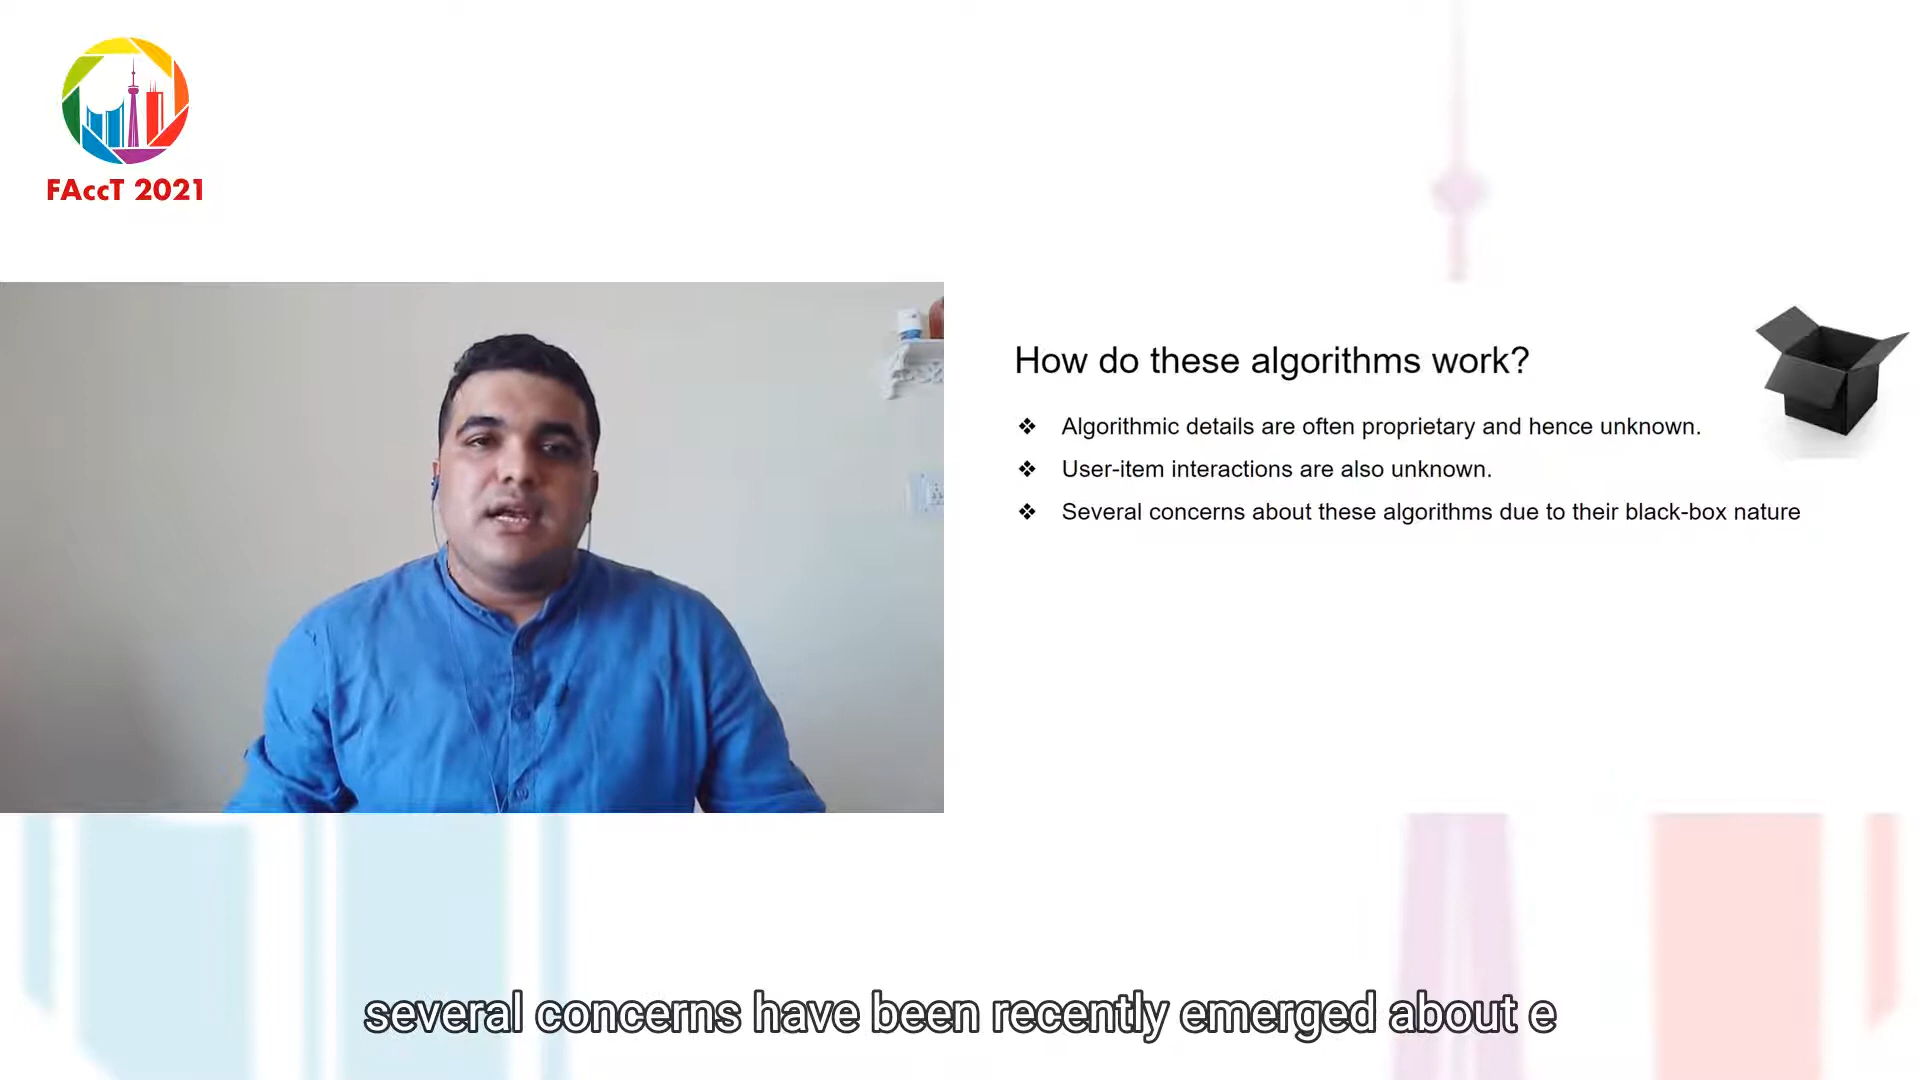 FAccT 2021
How do these algorithms work?
❖ Algorithmic details are often proprietary and hence unknown.
❖ User-item interactions are also unknown.
❖ Several concerns about these algorithms due to their black-box nature
several concerns have been recently emerged about e